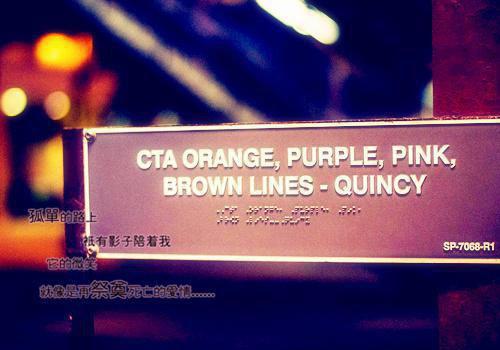 CTA ORANGE, PURPLE, PINK,
BROWN LINES - QUINCY
SP-7068-R1
孤單的路上
祗有影子陪着我
它的微笑
就像是再祭奠死亡的愛情......